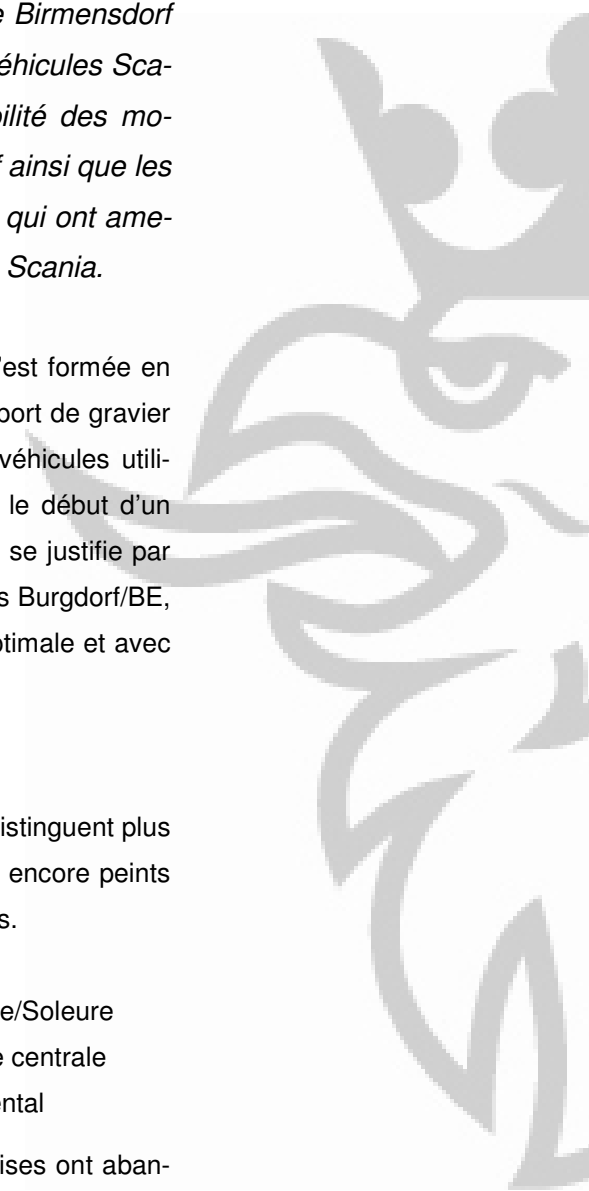 e Birmensdorf
éhicules Sca-
bilité des mo-
f ainsi que les
qui ont ame-
Scania.
'est formée en
port de gravier
véhicules utili-
le début d'un
se justifie par
s Burgdorf/BE,
ptimale et avec
istinguent plus
encore peints
s.
e/Soleure
e centrale
ental
ises ont aban-